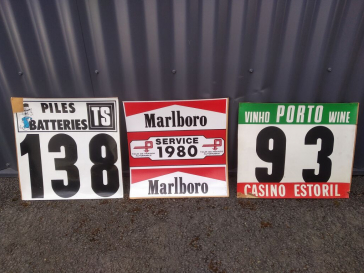 PILES
BATTERIES TS
138
Marlboro
SERVICE
1980
Marlboro
VINHO PORTO WINE
93
CASINO ESTORIL